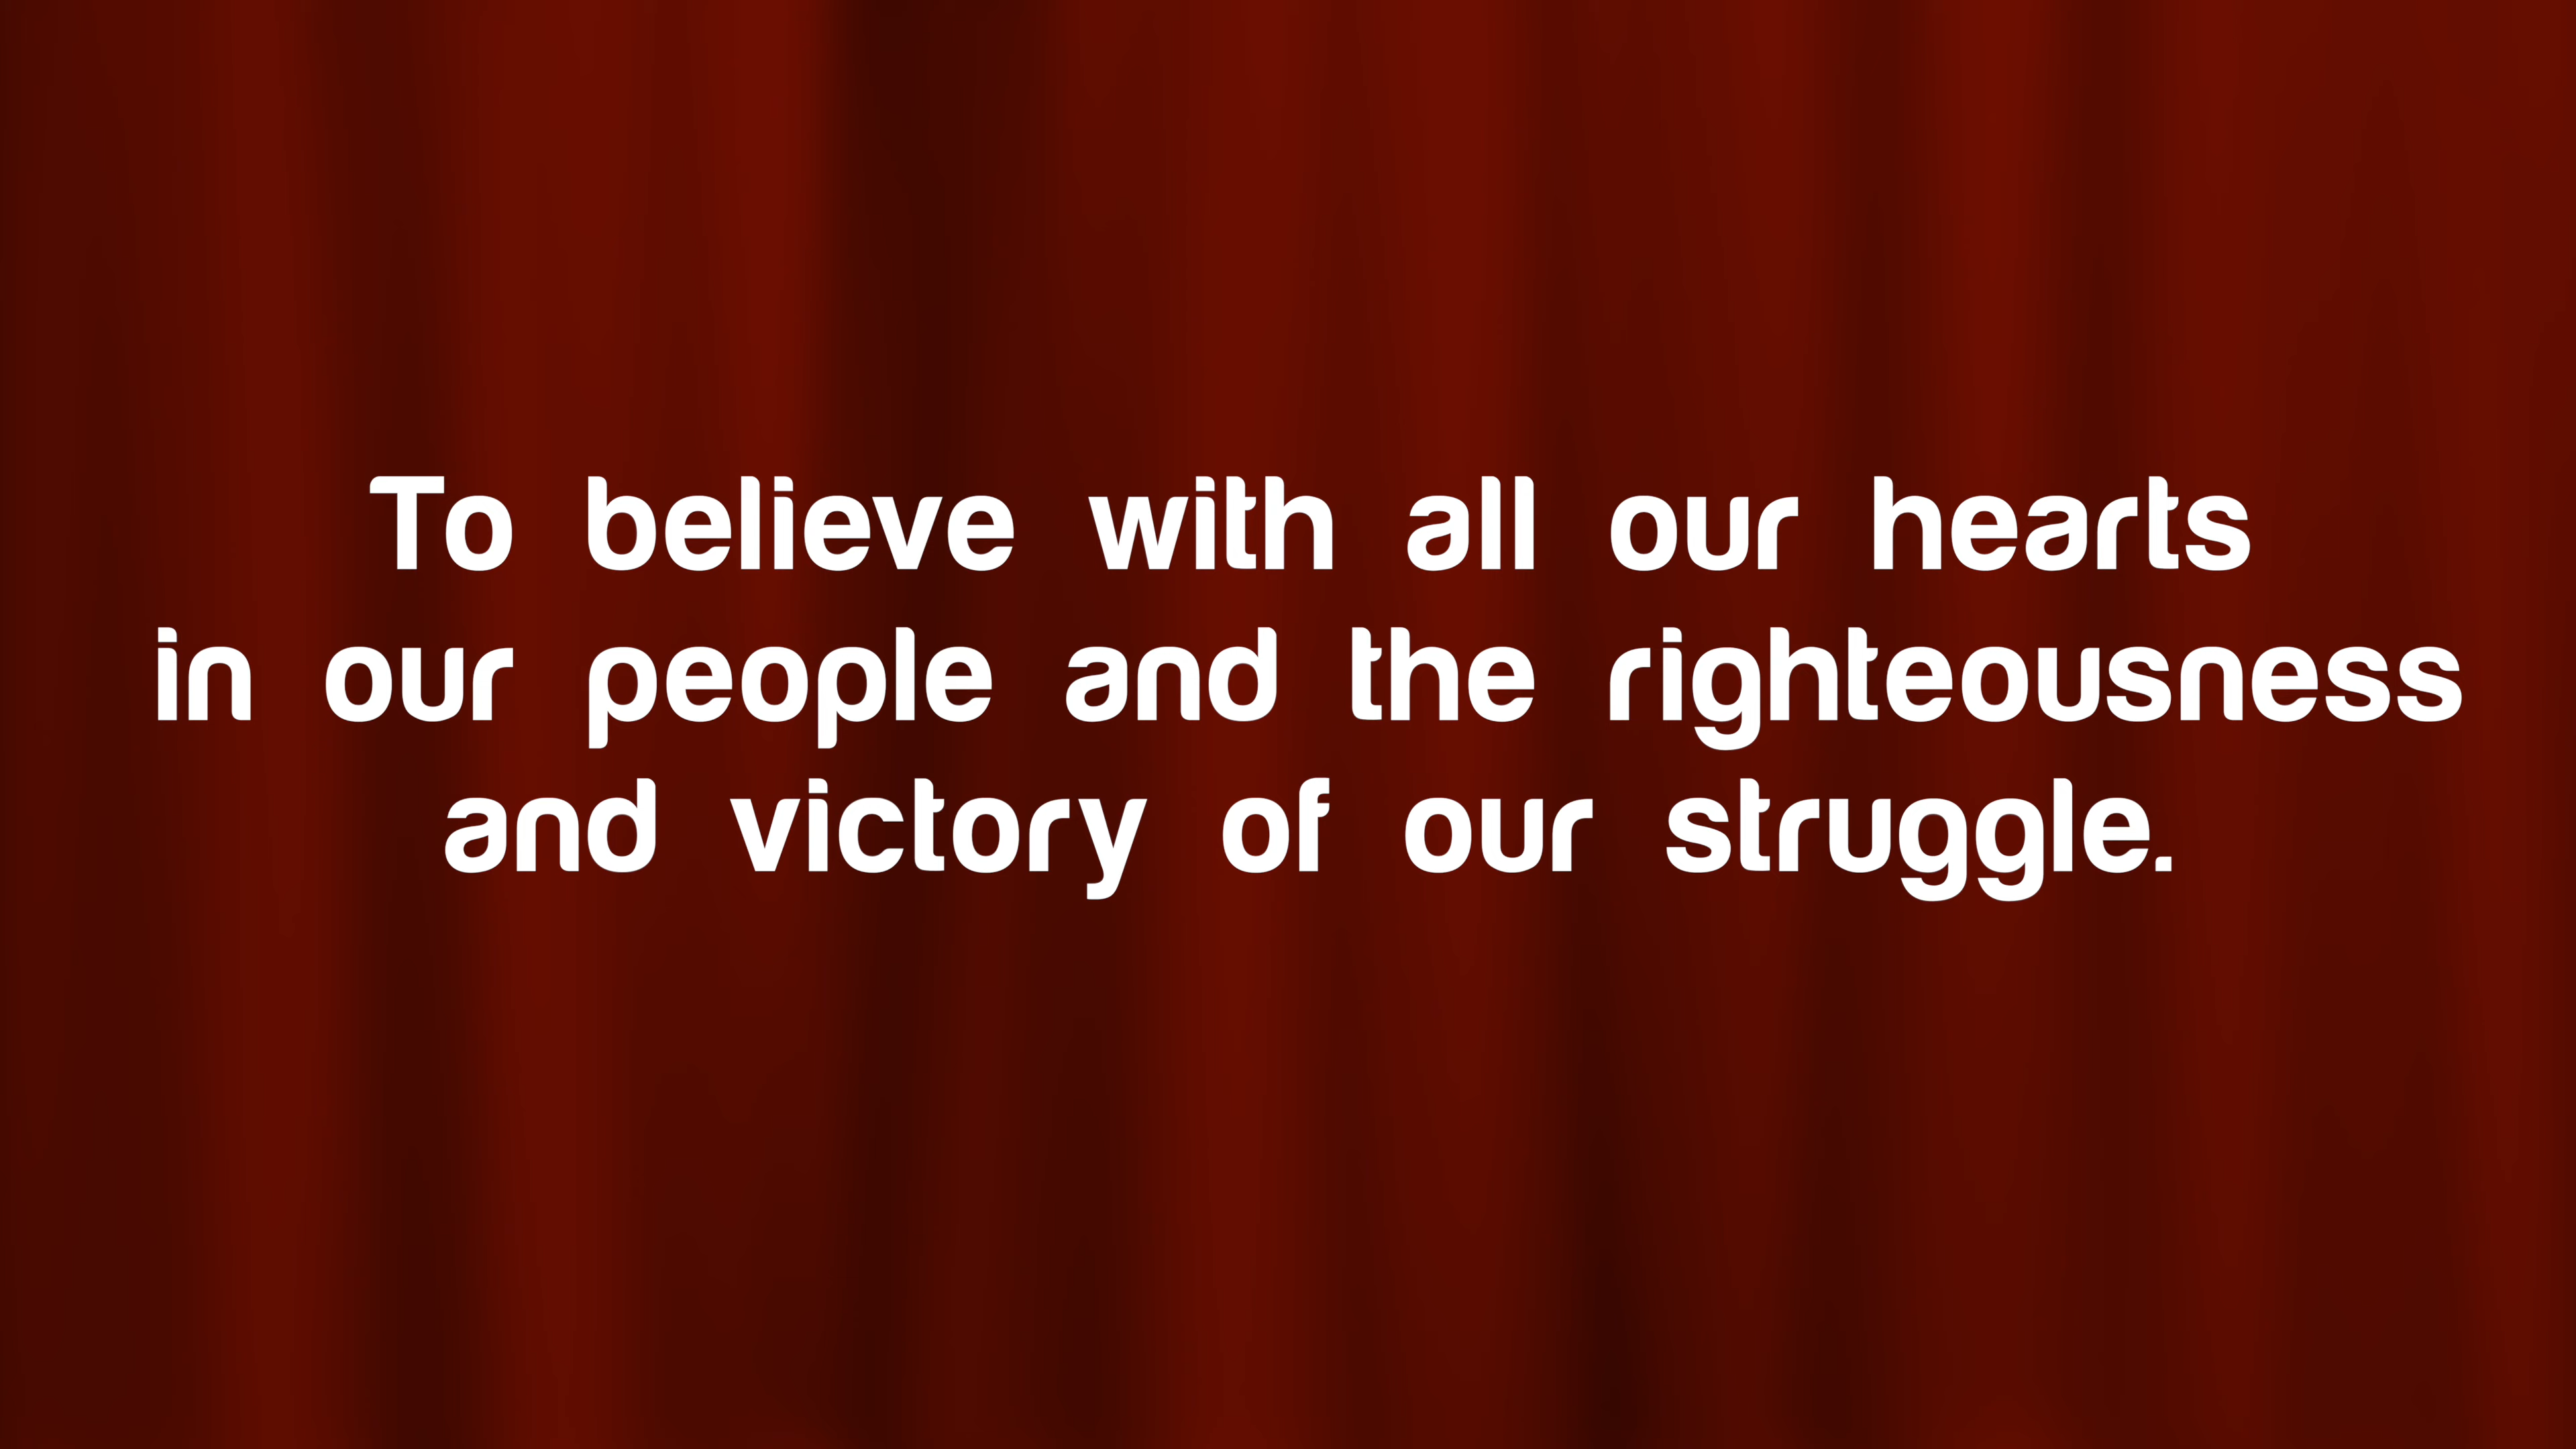 To believe with all our hearts
in our people and the righteousness
and victory of our struggle.